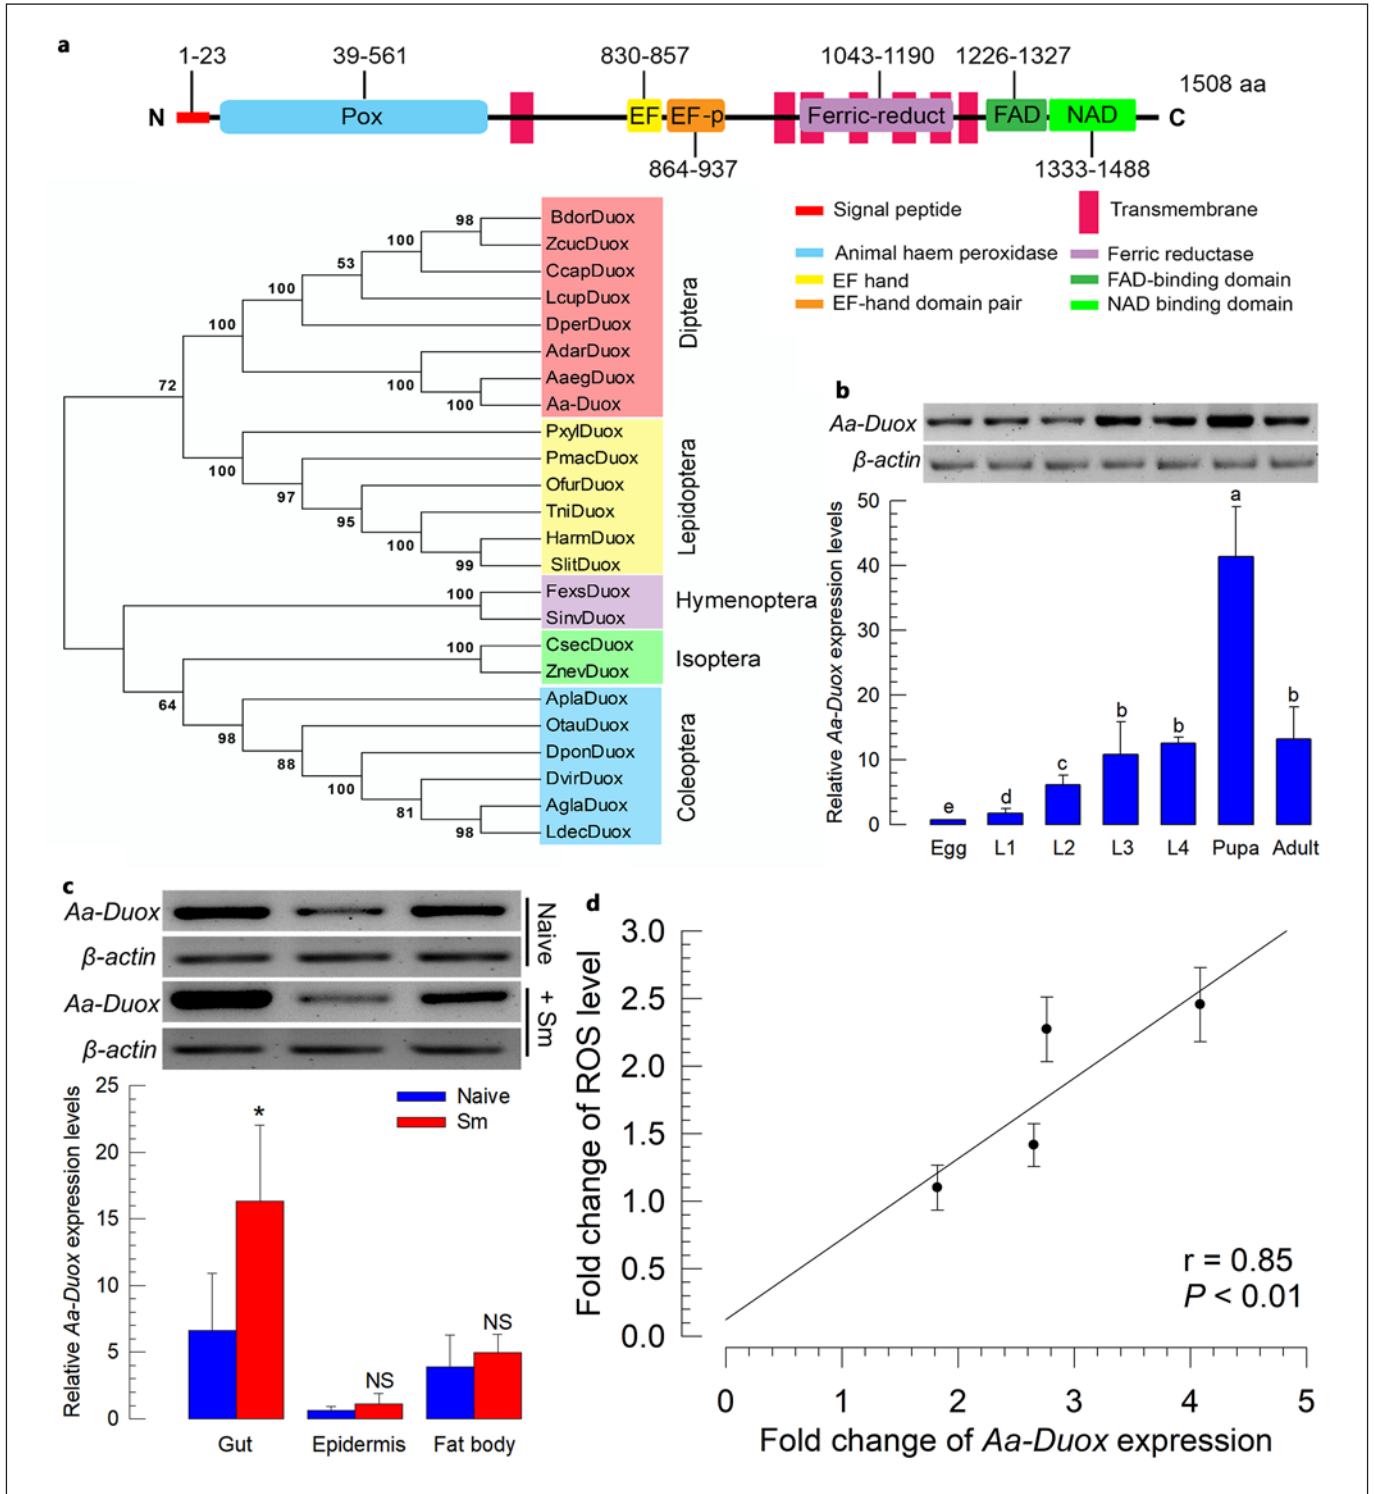 a
1-23
39-561
830-857
1043-1190
1226-1327
1508 aa
N
Pox
EF
EF-p
Ferric-reduct
FAD
NAD
C
864-937
1333-1488
Signal peptide
Transmembrane
Animal haem peroxidase
Ferric reductase
EF hand
FAD-binding domain
EF-hand domain pair
NAD binding domain
98
100
53
100
100
100
100
72
100
97
95
100
99
100
100
64
98
88
100
81
98
BdorDuox
ZcucDuox
CcapDuox
LcupDuox
DperDuox
AdarDuox
AaegDuox
Aa-Duox
PxylDuox
PmacDuox
OfurDuox
TniDuox
HarmDuox
SlitDuox
FexsDuox
SinvDuox
CsecDuox
ZnevDuox
AplaDuox
OtauDuox
DponDuox
DvirDuox
AglaDuox
LdecDuox
Diptera
Lepidoptera
Hymenoptera
Isoptera
Coleoptera
b
Aa-Duox
β-actin
Relative Aa-Duox expression levels
50
40
30
20
10
0
e
d
c
b
b
a
b
Egg L1 L2 L3 L4 Pupa Adult
c
Aa-Duox
β-actin
Naive
Aa-Duox
β-actin
+ Sm
Relative Aa-Duox expression levels
25
20
15
10
5
0
Naive
Sm
*
NS
NS
Gut Epidermis Fat body
d
Fold change of ROS level
3.0
2.5
2.0
1.5
1.0
0.5
0.0
r = 0.85
P < 0.01
0 1 2 3 4 5
Fold change of Aa-Duox expression